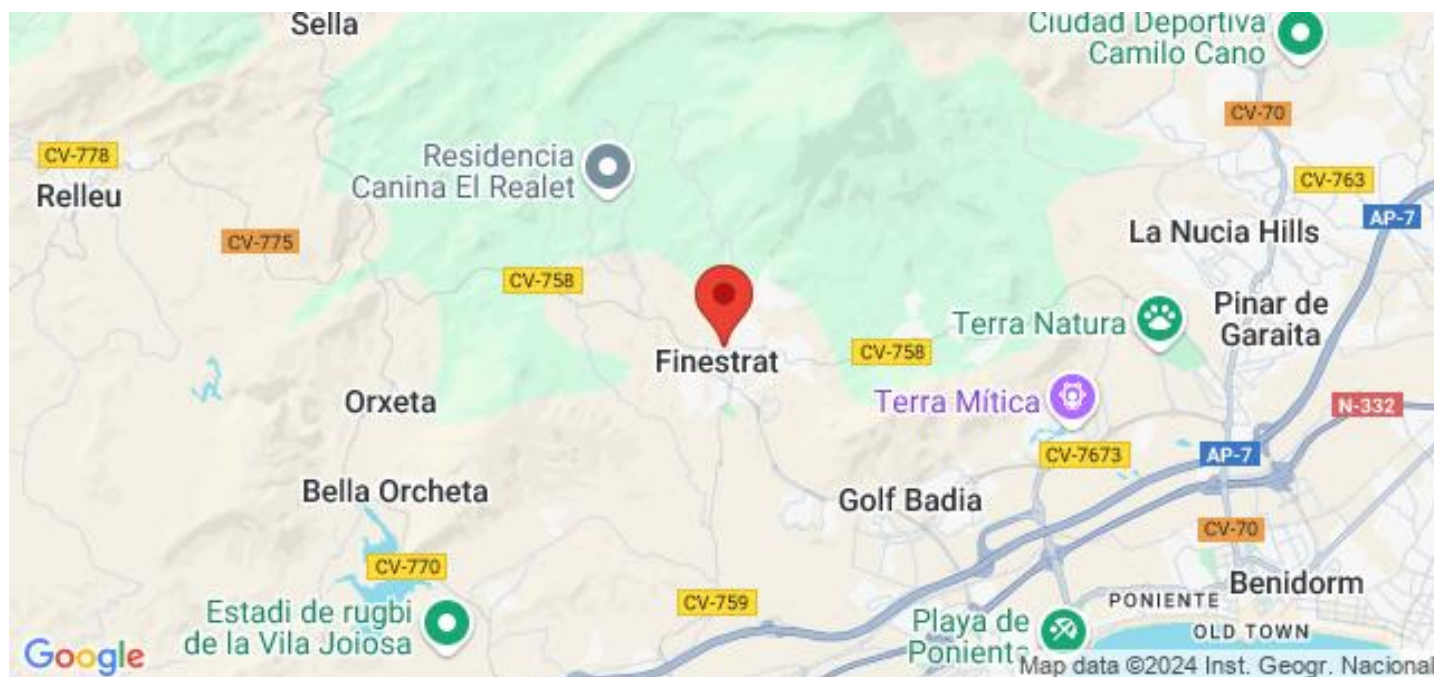 Sella
Ciudad Deportiva
Camilo Cano
CV-70
CV-778
Residencia
Canina El Realet
CV-763
Relleu
AP-7
La Nucia Hills
CV-775
CV-758
Terra Natura
Pinar de
Garaita
Finestrat
CV-758
Orxeta
Terra Mítica
N-332
CV-7673
AP-7
Bella Orcheta
Golf Badia
CV-70
CV-770
Benidorm
CV-759
PONIENTE
Estadi de rugbi
de la Vila Joiosa
Playa de
Poniente
OLD TOWN
Google
Map data ©2024 Inst. Geogr. Nacional